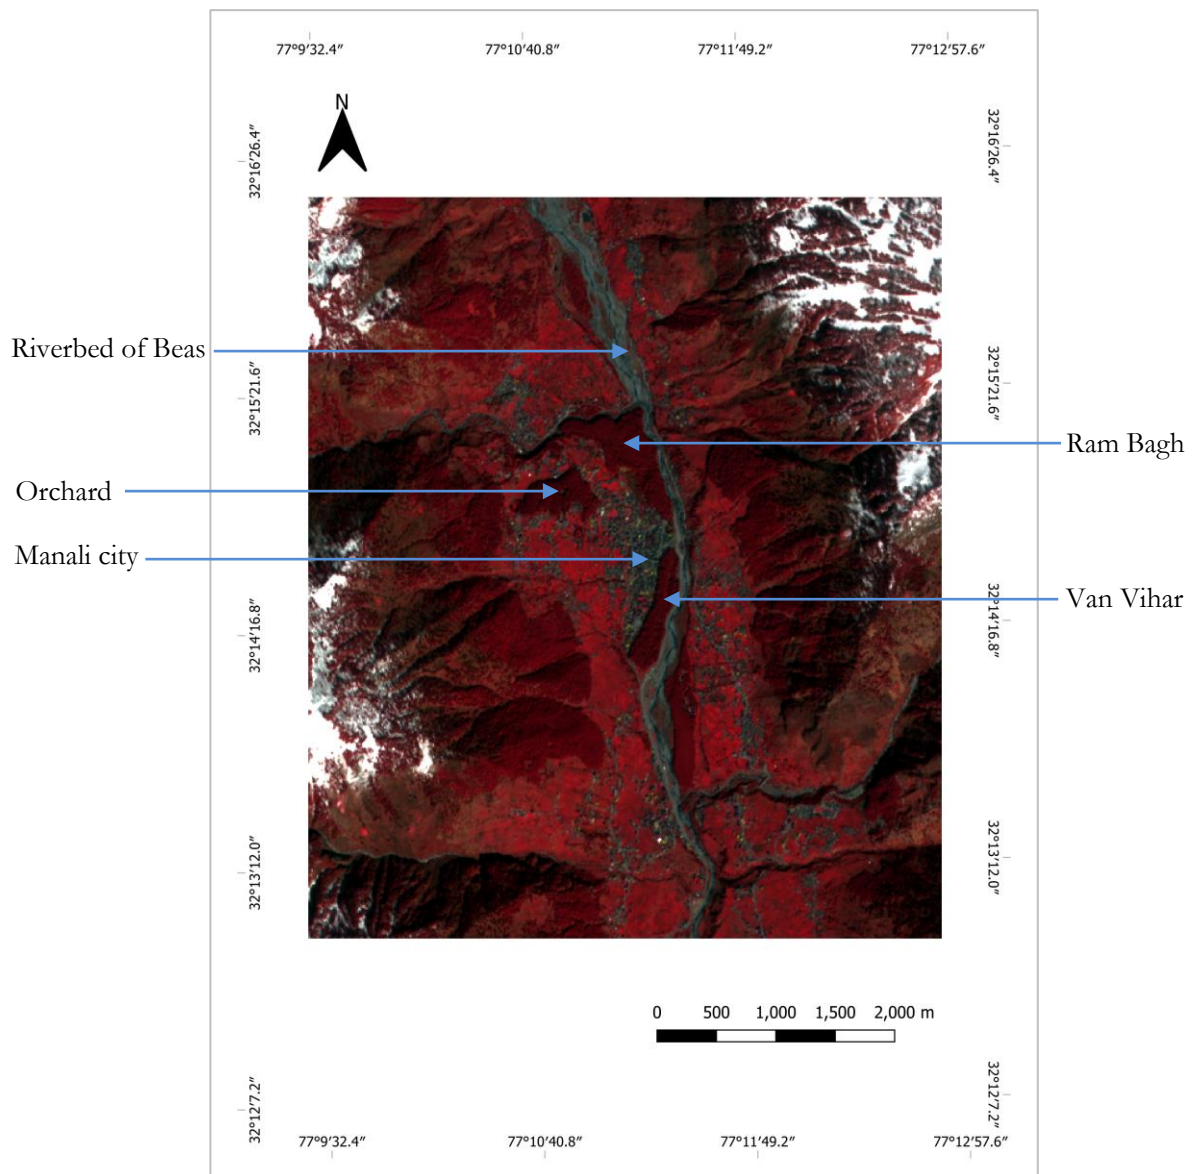 77°9′32.4″ 77°10′40.8″ 77°11′49.2″ 77°12′57.6″
N
32°16′26.4″
32°16′26.4″
Riverbed of Beas
32°15′21.6″
32°15′21.6″
Ram Bagh
Orchard
Manali city
Van Vihar
32°14′16.8″
32°14′16.8″
32°13′12.0″
32°13′12.0″
0 500 1,000 1,500 2,000 m
32°12′7.2″
32°12′7.2″
77°9′32.4″ 77°10′40.8″ 77°11′49.2″ 77°12′57.6″